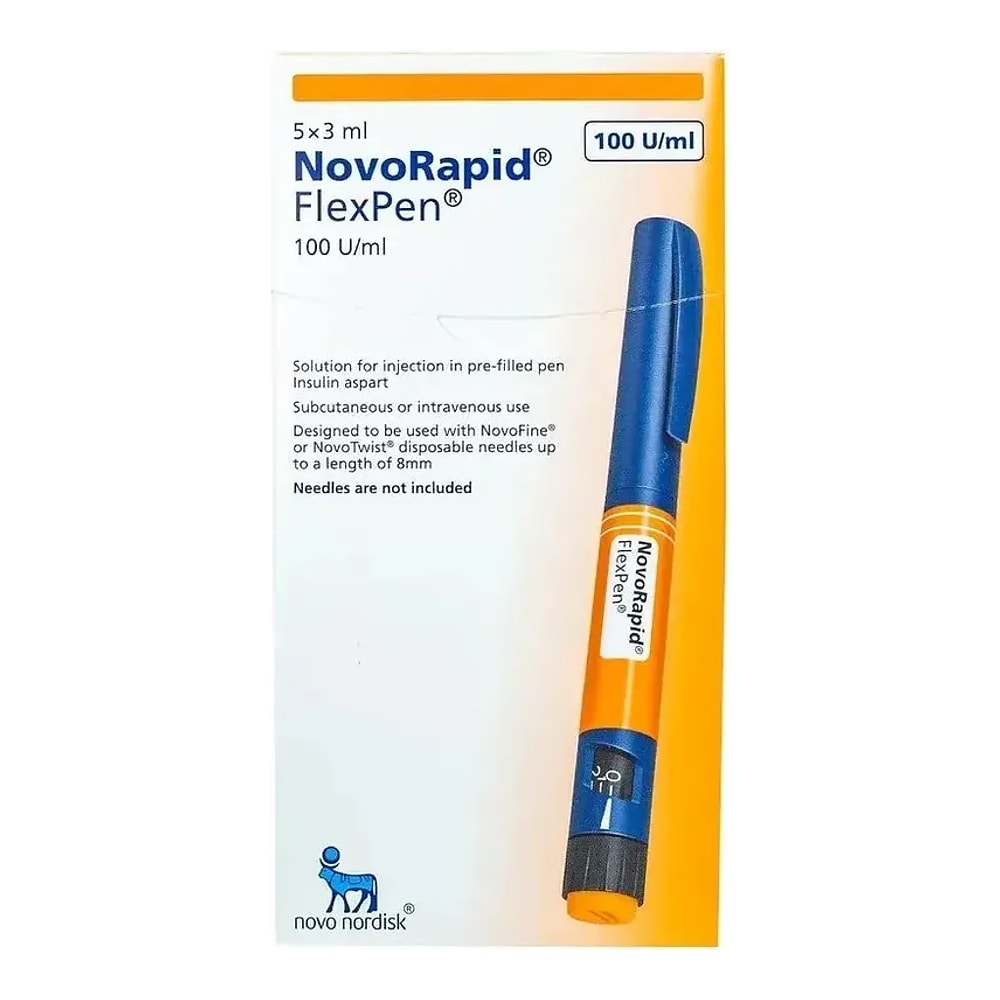 5×3 ml
NovoRapid®
FlexPen®
100 U/ml
100 U/ml
Solution for injection in pre-filled pen
Insulin aspart
Subcutaneous or intravenous use
Designed to be used with NovoFine®
or NovoTwist® disposable needles up
to a length of 8mm
Needles are not included
NovoRapid®
FlexPen®
0
2
novo nordisk®